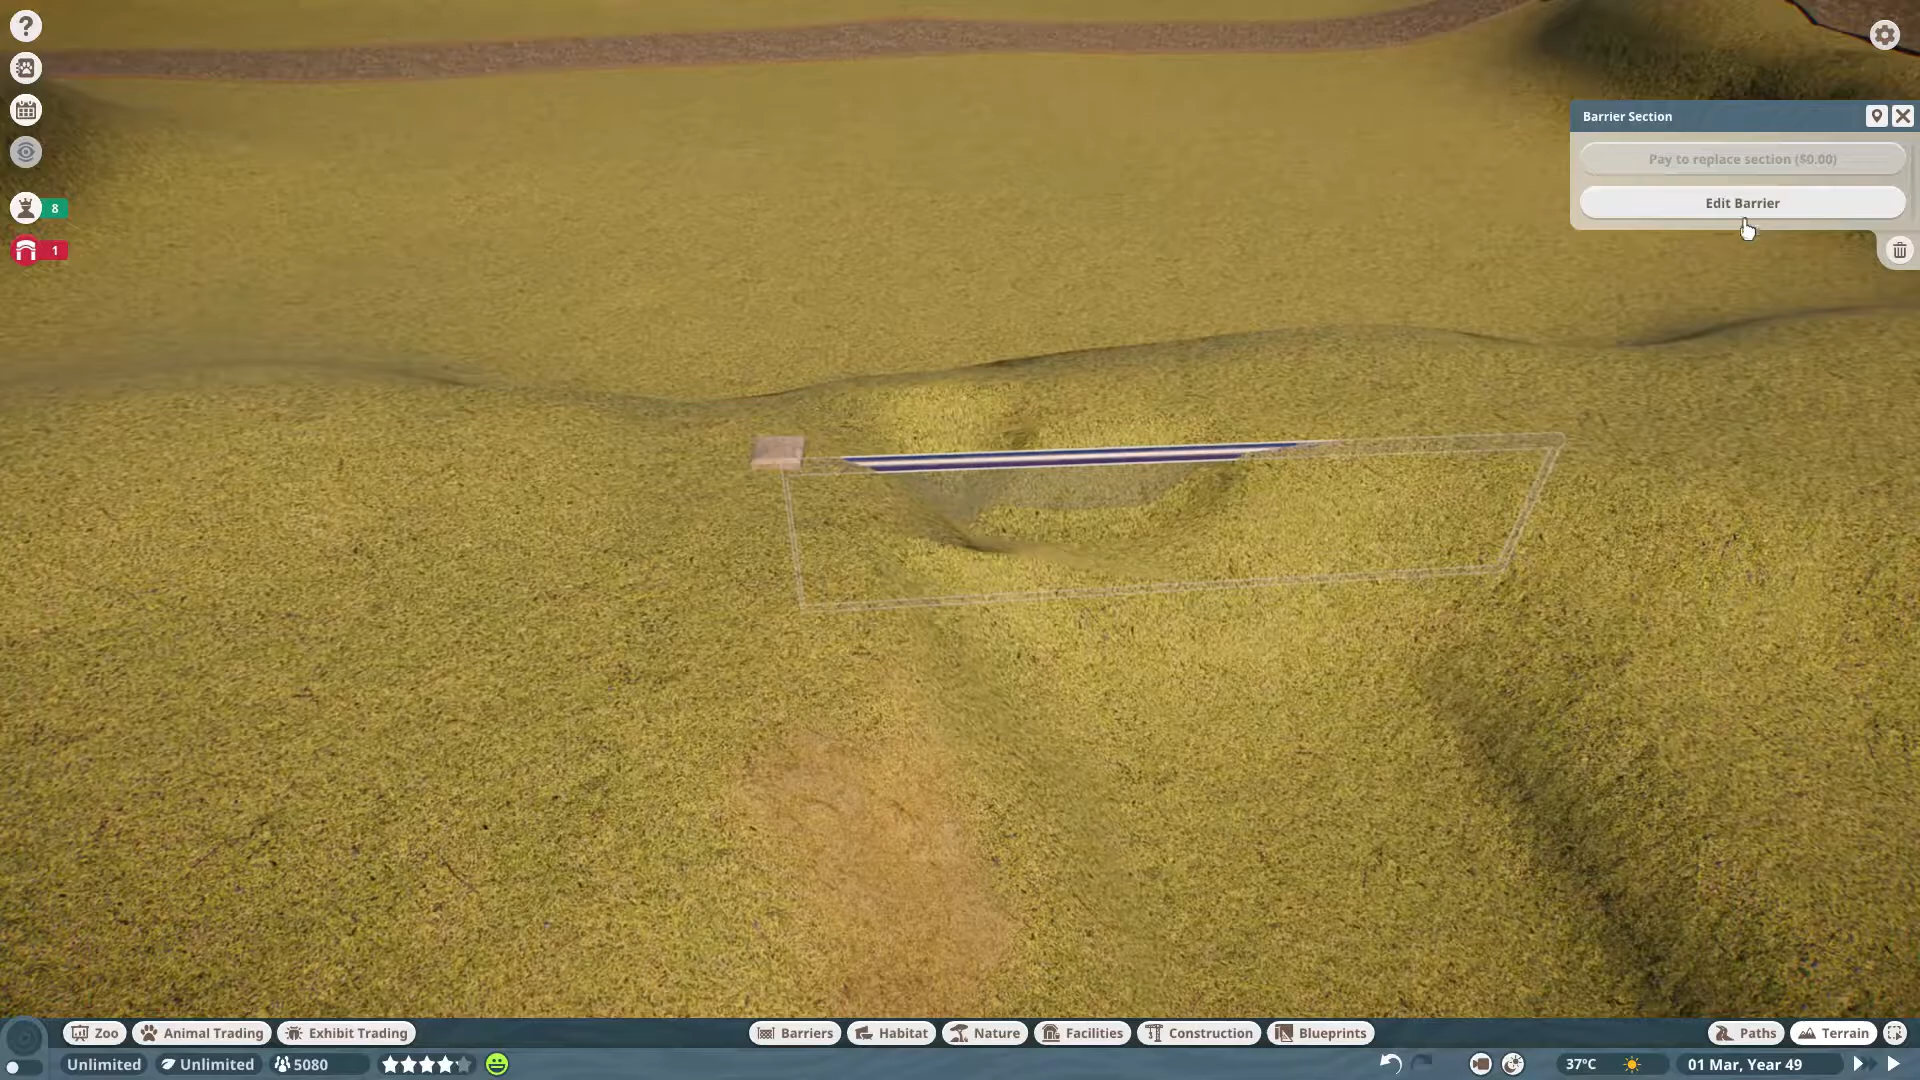 ?
8
1
Barrier Section
Pay to replace section ($0.00)
Edit Barrier
Zoo
Animal Trading
Exhibit Trading
Barriers
Habitat
Nature
Facilities
Construction
Blueprints
Paths
Terrain
Unlimited
Unlimited
5080
37°C
01 Mar, Year 49